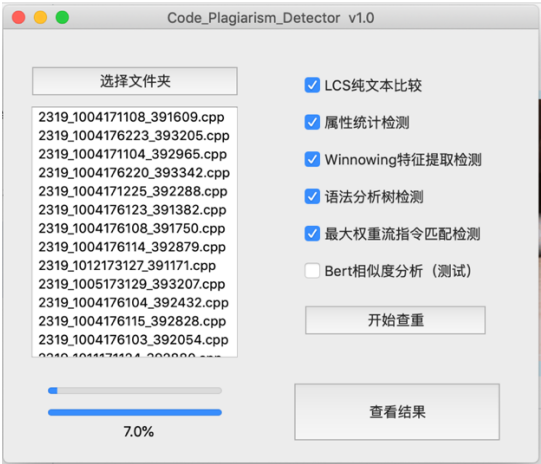 Code_Plagiarism_Detector v1.0
选择文件夹
2319_1004171108_391609.cpp
2319_1004176223_393205.cpp
2319_1004171104_392965.cpp
2319_1004176220_393342.cpp
2319_1004171225_392288.cpp
2319_1004176123_391382.cpp
2319_1004176108_391750.cpp
2319_1004176114_392879.cpp
2319_1012173127_391171.cpp
2319_1005173129_393207.cpp
2319_1004176104_392432.cpp
2319_1004176115_392828.cpp
2319_1004176103_392054.cpp
7.0%
LCS纯文本比较
属性统计检测
Winnowing特征提取检测
语法分析树检测
最大权重流指令匹配检测
Bert相似度分析（测试）
开始查重
查看结果